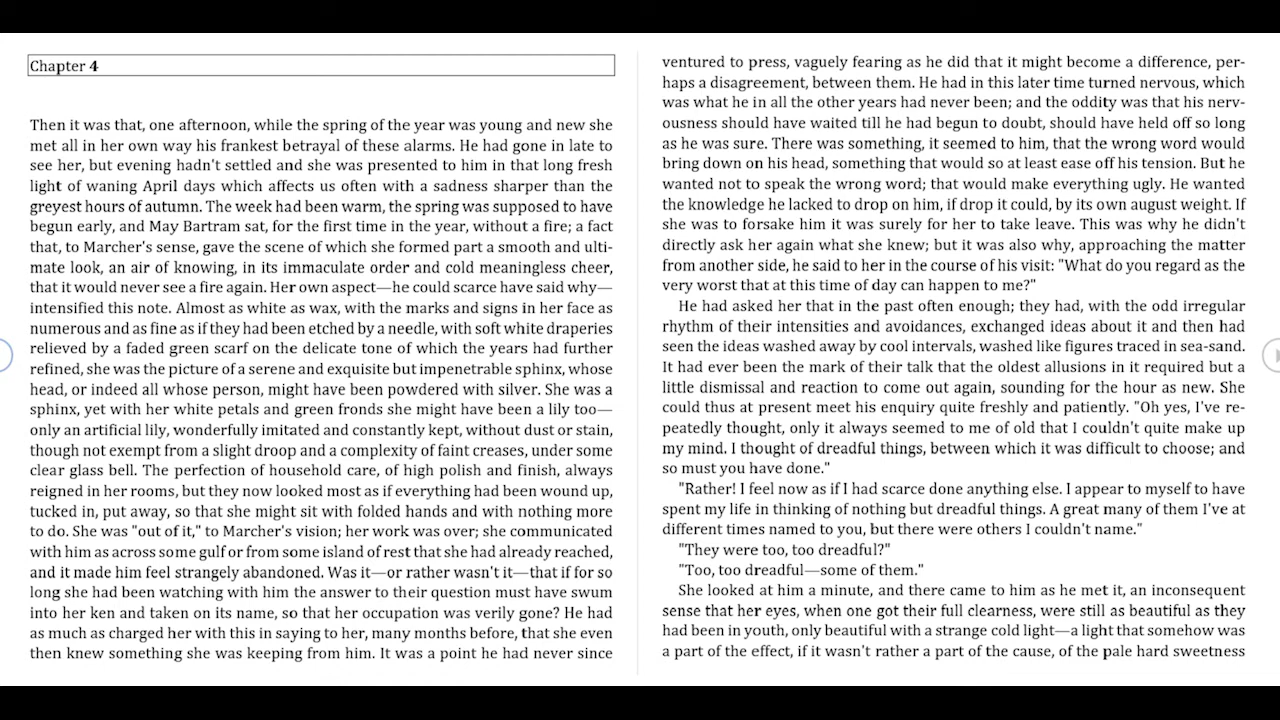 Chapter 4
Then it was that, one afternoon, while the spring of the year was young and new she
met all in her own way his frankest betrayal of these alarms. He had gone in late to
see her, but evening hadn't settled and she was presented to him in that long fresh
light of waning April days which affects us often with a sadness sharper than the
greyest hours of autumn. The week had been warm, the spring was supposed to have
begun early, and May Bartram sat, for the first time in the year, without a fire; a fact
that, to Marcher's sense, gave the scene of which she formed part a smooth and ulti-
mate look, an air of knowing, in its immaculate order and cold meaningless cheer,
that it would never see a fire again. Her own aspect—he could scarce have said why—
intensified this note. Almost as white as wax, with the marks and signs in her face as
numerous and as fine as if they had been etched by a needle, with soft white draperies
relieved by a faded green scarf on the delicate tone of which the years had further
refined, she was the picture of a serene and exquisite but impenetrable sphinx, whose
head, or indeed all whose person, might have been powdered with silver. She was a
sphinx, yet with her white petals and green fronds she might have been a lily too—
only an artificial lily, wonderfully imitated and constantly kept, without dust or stain,
though not exempt from a slight droop and a complexity of faint creases, under some
clear glass bell. The perfection of household care, of high polish and finish, always
reigned in her rooms, but they now looked most as if everything had been wound up,
tucked in, put away, so that she might sit with folded hands and with nothing more
to do. She was "out of it," to Marcher's vision; her work was over; she communicated
with him as across some gulf or from some island of rest that she had already reached,
and it made him feel strangely abandoned. Was it—or rather wasn't it—that if for so
long she had been watching with him the answer to their question must have swum
into her ken and taken on its name, so that her occupation was verily gone? He had
as much as charged her with this in saying to her, many months before, that she even
then knew something she was keeping from him. It was a point he had never since
ventured to press, vaguely fearing as he did that it might become a difference, per-
haps a disagreement, between them. He had in this later time turned nervous, which
was what he in all the other years had never been; and the oddity was that his nerv-
ousness should have waited till he had begun to doubt, should have held off so long
as he was sure. There was something, it seemed to him, that the wrong word would
bring down on his head, something that would so at least ease off his tension. But he
wanted not to speak the wrong word; that would make everything ugly. He wanted
the knowledge he lacked to drop on him, if drop it could, by its own august weight. If
she was to forsake him it was surely for her to take leave. This was why he didn't
directly ask her again what she knew; but it was also why, approaching the matter
from another side, he said to her in the course of his visit: "What do you regard as the
very worst that at this time of day can happen to me?"
He had asked her that in the past often enough; they had, with the odd irregular
rhythm of their intensities and avoidances, exchanged ideas about it and then had
seen the ideas washed away by cool intervals, washed like figures traced in sea-sand.
It had ever been the mark of their talk that the oldest allusions in it required but a
little dismissal and reaction to come out again, sounding for the hour as new. She
could thus at present meet his enquiry quite freshly and patiently. "Oh yes, I've re-
peatedly thought, only it always seemed to me of old that I couldn't quite make up
my mind. I thought of dreadful things, between which it was difficult to choose; and
so must you have done."
"Rather! I feel now as if I had scarce done anything else. I appear to myself to have
spent my life in thinking of nothing but dreadful things. A great many of them I've at
different times named to you, but there were others I couldn't name."
"They were too, too dreadful?"
"Too, too dreadful—some of them."
She looked at him a minute, and there came to him as he met it, an inconsequent
sense that her eyes, when one got their full clearness, were still as beautiful as they
had been in youth, only beautiful with a strange cold light—a light that somehow was
a part of the effect, if it wasn't rather a part of the cause, of the pale hard sweetness